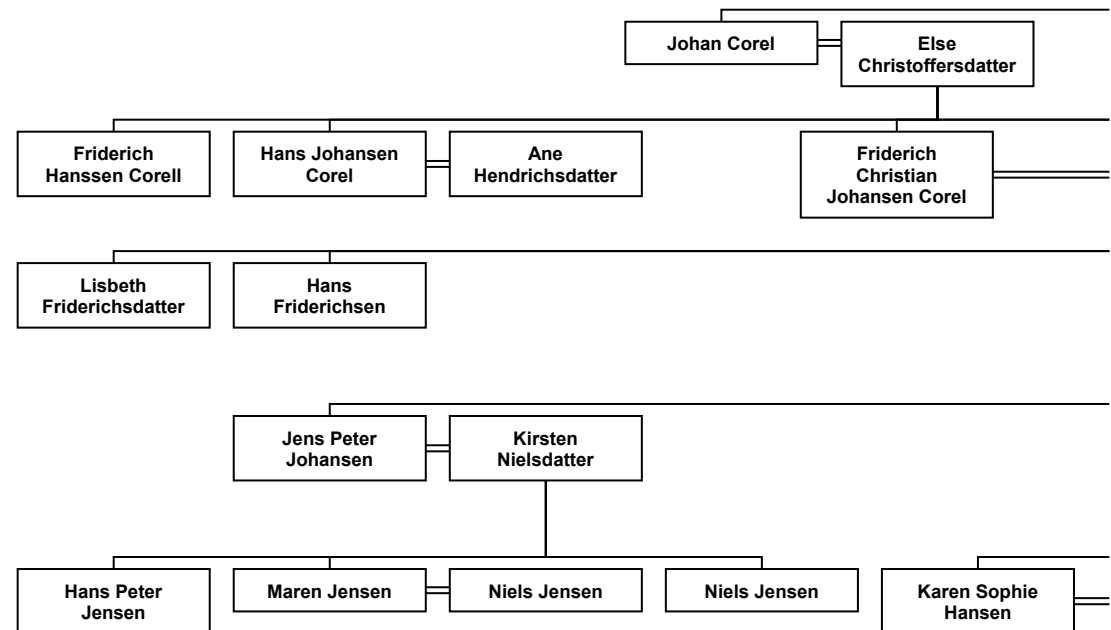 Johan Corel
Else
Christoffersdatter
Friderich
Hanssen Corell
Hans Johansen
Corel
Ane
Hendrichsdatter
Friderich
Christian
Johansen Corel
Lisbeth
Friderichsdatter
Hans
Friderichsen
Jens Peter
Johansen
Kirsten
Nielsdatter
Hans Peter
Jensen
Maren Jensen
Niels Jensen
Niels Jensen
Karen Sophie
Hansen